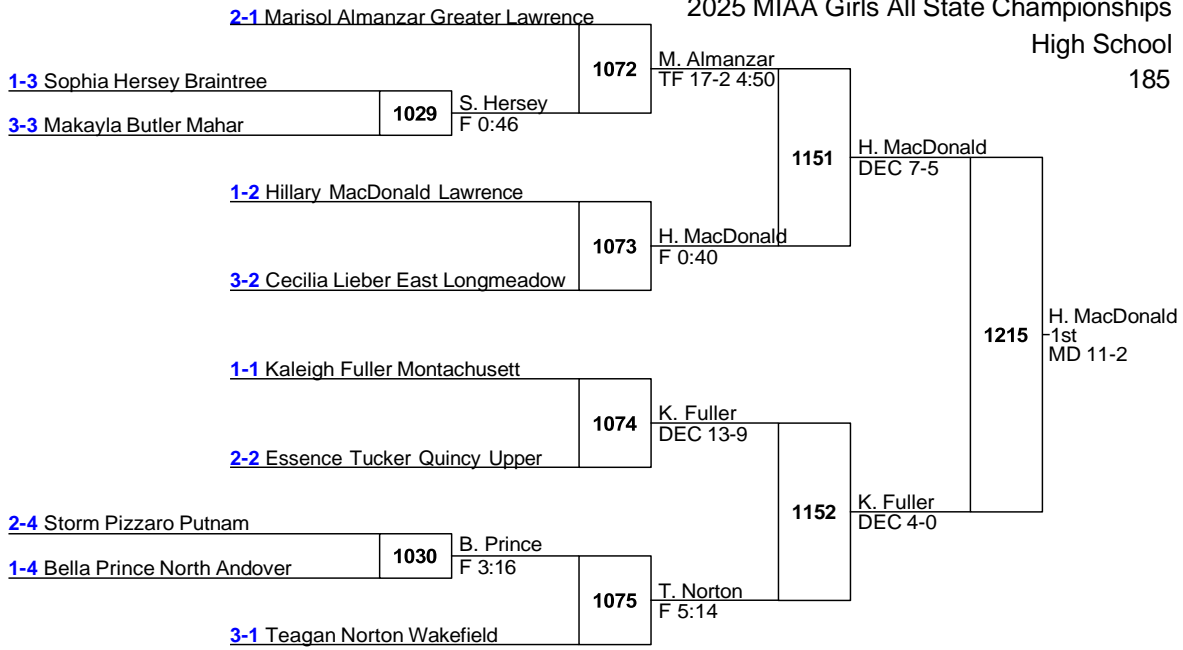 2025 MIAA Girls All State Championships
High School
185
2-1 Marisol Almanzar Greater Lawrence
1072
M. Almanzar
TF 17-2 4:50
1-3 Sophia Hersey Braintree
1029
S. Hersey
F 0:46
3-3 Makayla Butler Mahar
1151
H. MacDonald
DEC 7-5
1-2 Hillary MacDonald Lawrence
1073
H. MacDonald
F 0:40
3-2 Cecilia Lieber East Longmeadow
1215
H. MacDonald
1st
MD 11-2
1-1 Kaleigh Fuller Montachusett
1074
K. Fuller
DEC 13-9
2-2 Essence Tucker Quincy Upper
1152
K. Fuller
DEC 4-0
2-4 Storm Pizzaro Putnam
1030
B. Prince
F 3:16
1-4 Bella Prince North Andover
1075
T. Norton
F 5:14
3-1 Teagan Norton Wakefield